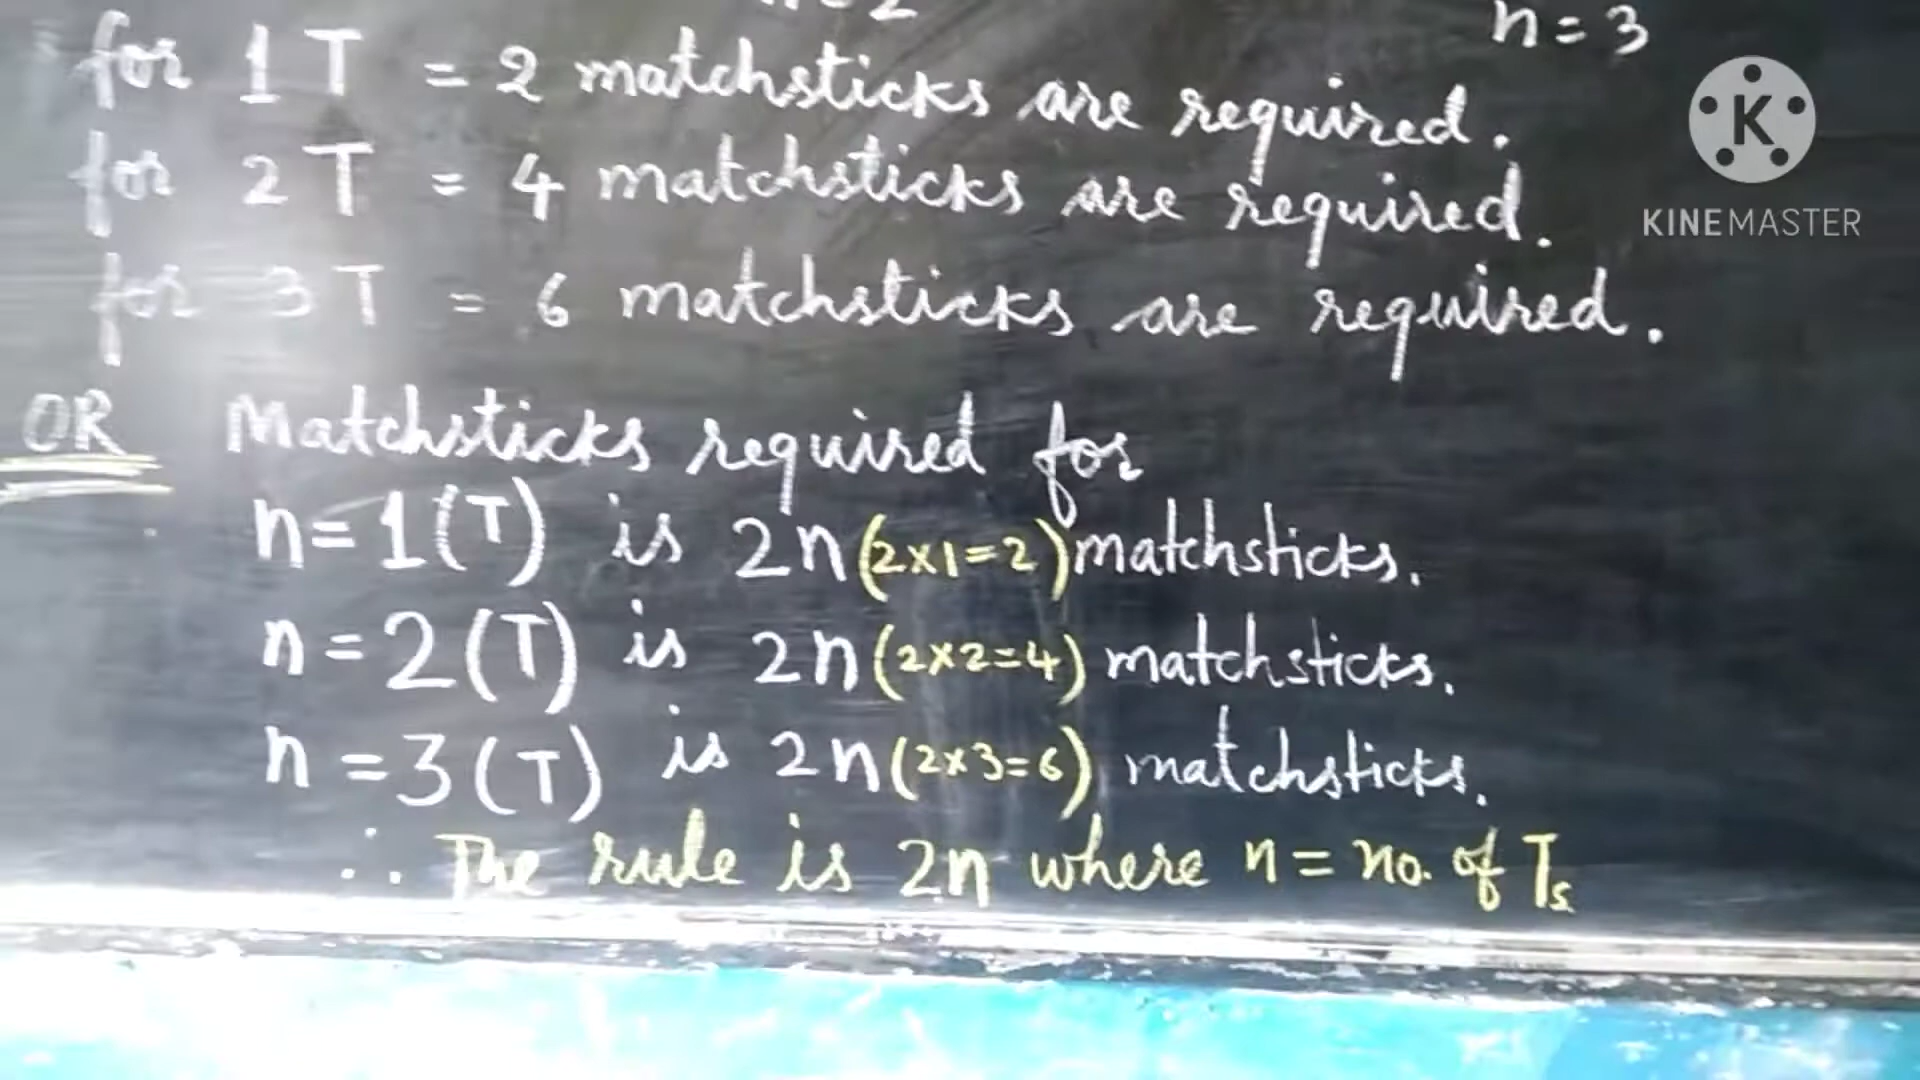 n = 3
for 1 T = 2 matchsticks are required.
for 2 T = 4 matchsticks are required.
for 3 T = 6 matchsticks are required.
OR Matchsticks required for
n = 1 (T) is 2n (2×1=2) matchsticks.
n = 2 (T) is 2n (2×2=4) matchsticks.
n = 3 (T) is 2n (2×3=6) matchsticks.
∴ The rule is 2n where n = no. of Ts
K
KINEMASTER